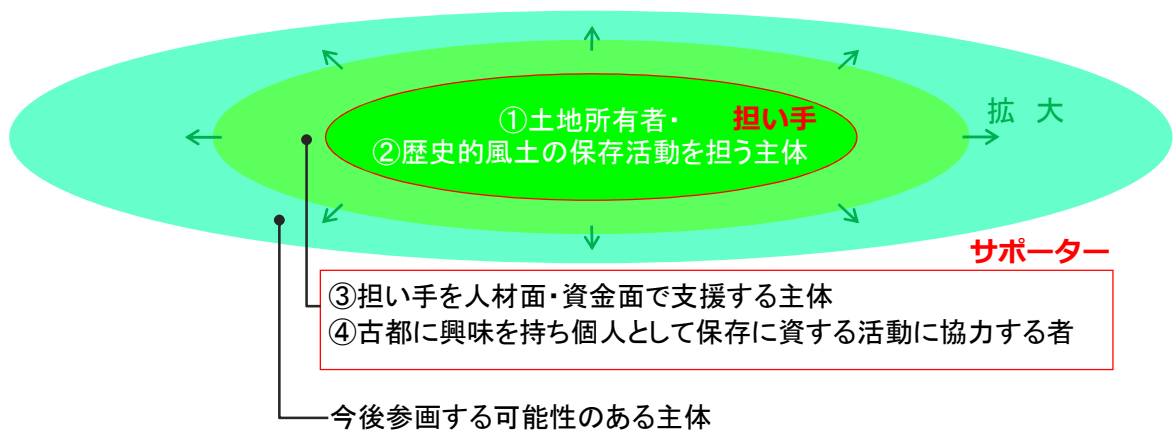 ①土地所有者・
担い手
②歴史的風土の保存活動を担う主体
拡 大
サポーター
③担い手を人材面・資金面で支援する主体
④古都に興味を持ち個人として保存に資する活動に協力する者
今後参画する可能性のある主体